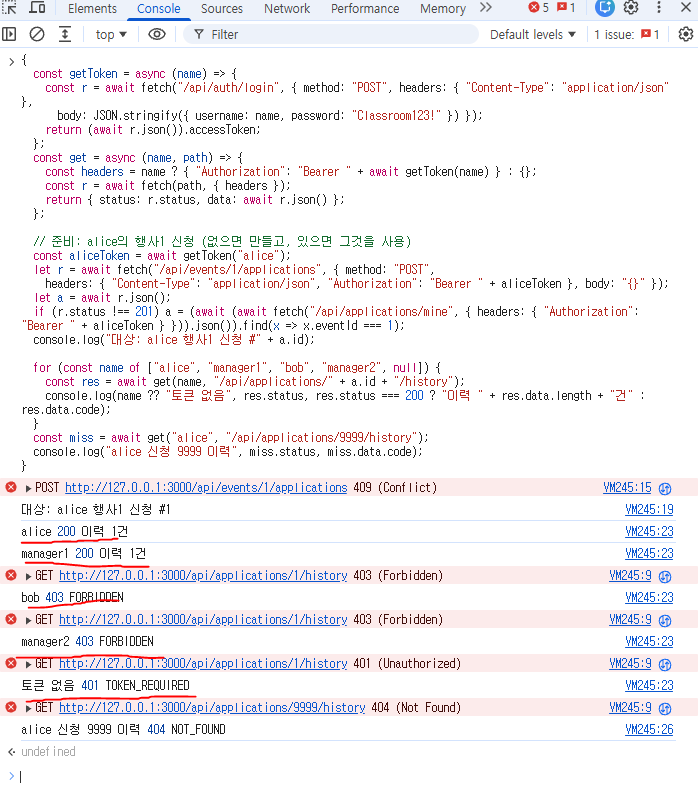 Elements Console Sources Network Performance Memory 5 1
top Filter Default levels 1 issue: 1
{
const getToken = async (name) => {
const r = await fetch("/api/auth/login", { method: "POST", headers: { "Content-Type": "application/json"
},
body: JSON.stringify({ username: name, password: "Classroom123!" }) });
return (await r.json()).accessToken;
};
const get = async (name, path) => {
const headers = name ? { "Authorization": "Bearer " + await getToken(name) } : {};
const r = await fetch(path, { headers });
return { status: r.status, data: await r.json() };
};
// 준비: alice의 행사1 신청 (없으면 만들고, 있으면 그것을 사용)
const aliceToken = await getToken("alice");
let r = await fetch("/api/events/1/applications", { method: "POST",
headers: { "Content-Type": "application/json", "Authorization": "Bearer " + aliceToken }, body: "{}" });
let a = await r.json();
if (r.status !== 201) a = (await (await fetch("/api/applications/mine", { headers: { "Authorization":
"Bearer " + aliceToken } })).json()).find(x => x.eventId === 1);
console.log("대상: alice 행사1 신청 #" + a.id);
for (const name of ["alice", "manager1", "bob", "manager2", null]) {
const res = await get(name, "/api/applications/" + a.id + "/history");
console.log(name ?? "토큰 없음", res.status, res.status === 200 ? "이력 " + res.data.length + "건" :
res.data.code);
}
const miss = await get("alice", "/api/applications/9999/history");
console.log("alice 신청 9999 이력", miss.status, miss.data.code);
}
POST http://127.0.0.1:3000/api/events/1/applications 409 (Conflict) VM245:15
대상: alice 행사1 신청 #1 VM245:19
alice 200 이력 1건 VM245:23
manager1 200 이력 1건 VM245:23
GET http://127.0.0.1:3000/api/applications/1/history 403 (Forbidden) VM245:9
bob 403 FORBIDDEN VM245:23
GET http://127.0.0.1:3000/api/applications/1/history 403 (Forbidden) VM245:9
manager2 403 FORBIDDEN VM245:23
GET http://127.0.0.1:3000/api/applications/1/history 401 (Unauthorized) VM245:9
토큰 없음 401 TOKEN_REQUIRED VM245:23
GET http://127.0.0.1:3000/api/applications/9999/history 404 (Not Found) VM245:9
alice 신청 9999 이력 404 NOT_FOUND VM245:26
undefined